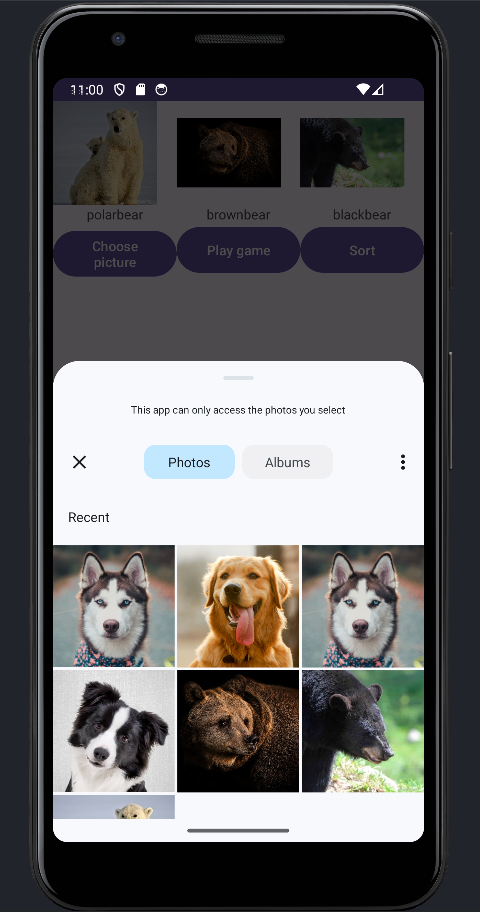 11:00
polarbear
brownbear
blackbear
Choose
picture
Play game
Sort
This app can only access the photos you select
Photos
Albums
Recent